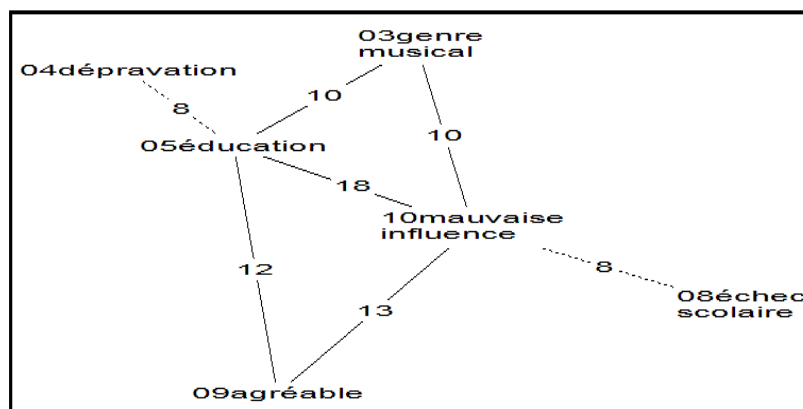 03genre
musical
04dépravation
10
8
10
05éducation
18
10mauvaise
influence
12
8
08échec
scolaire
13
09agréable